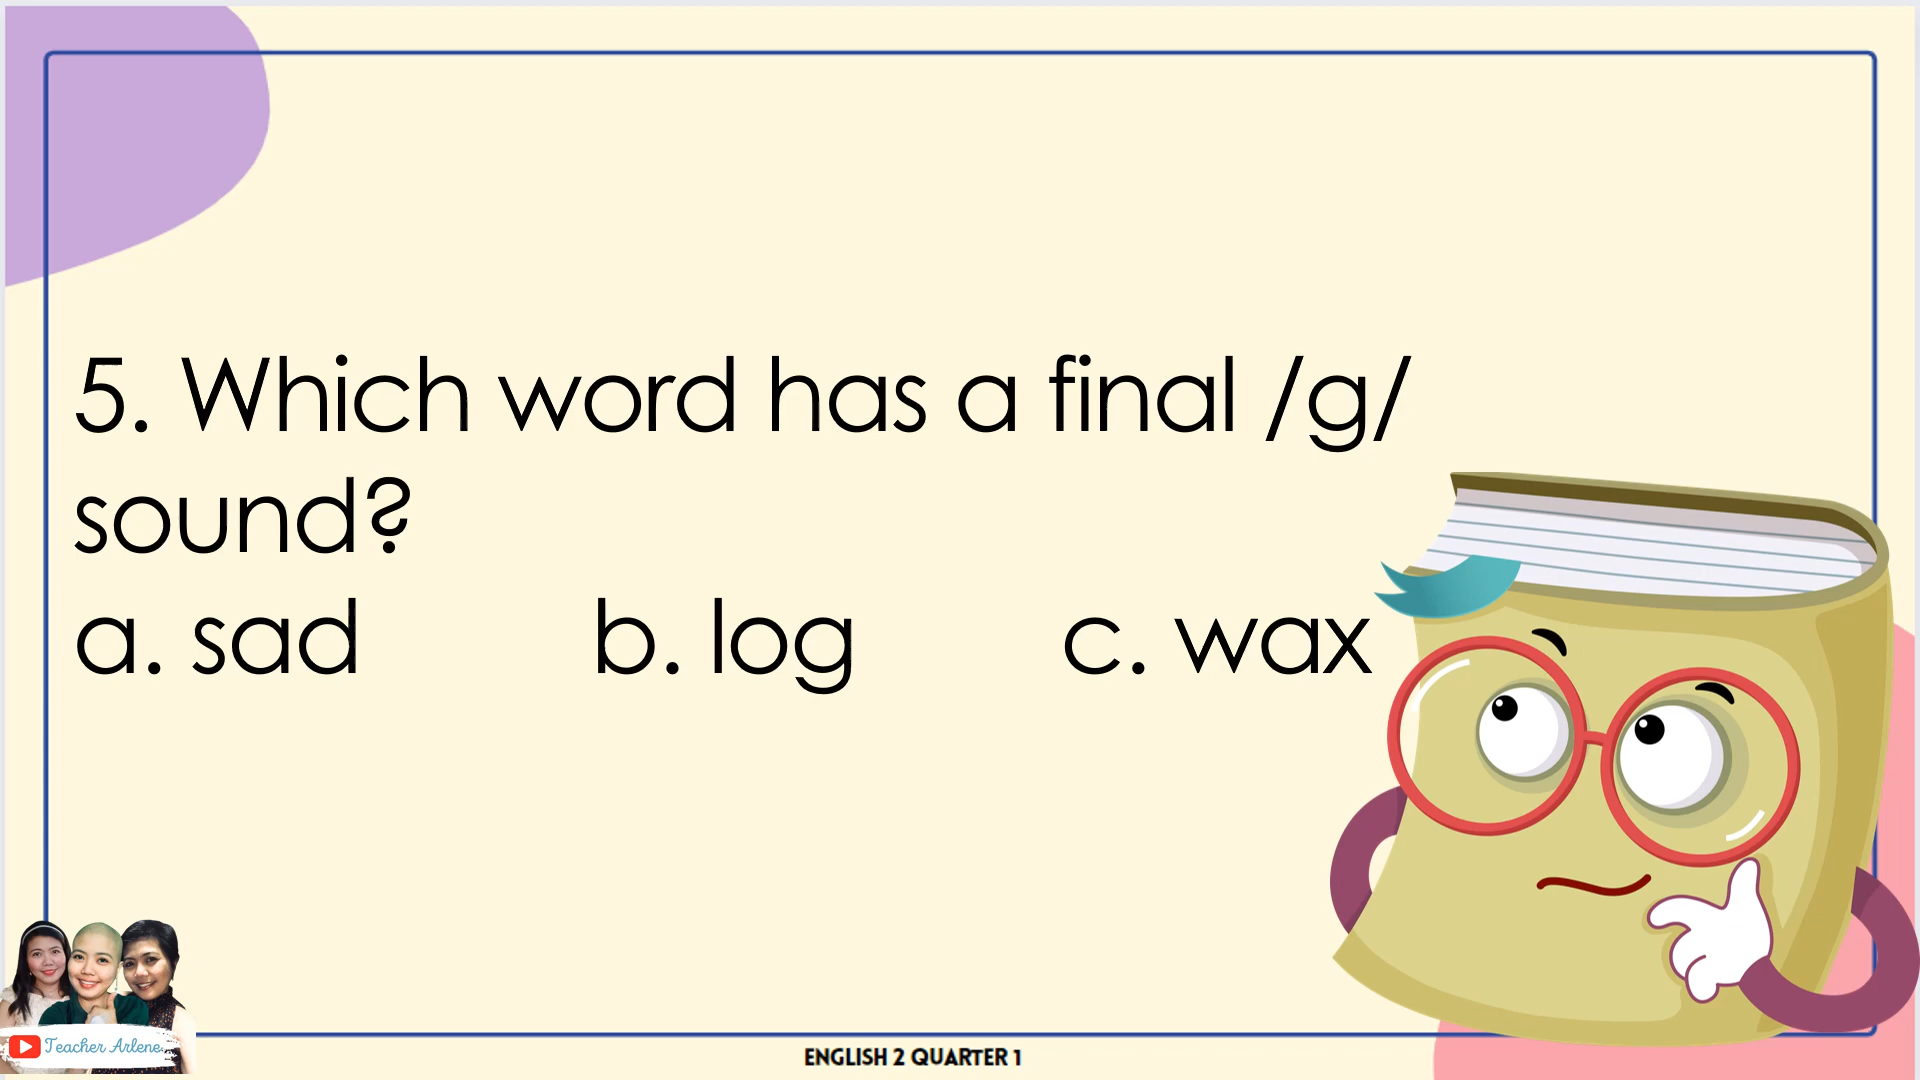 5. Which word has a final /g/
sound?
a. sad b. log c. wax
Teacher Arlene
ENGLISH 2 QUARTER 1